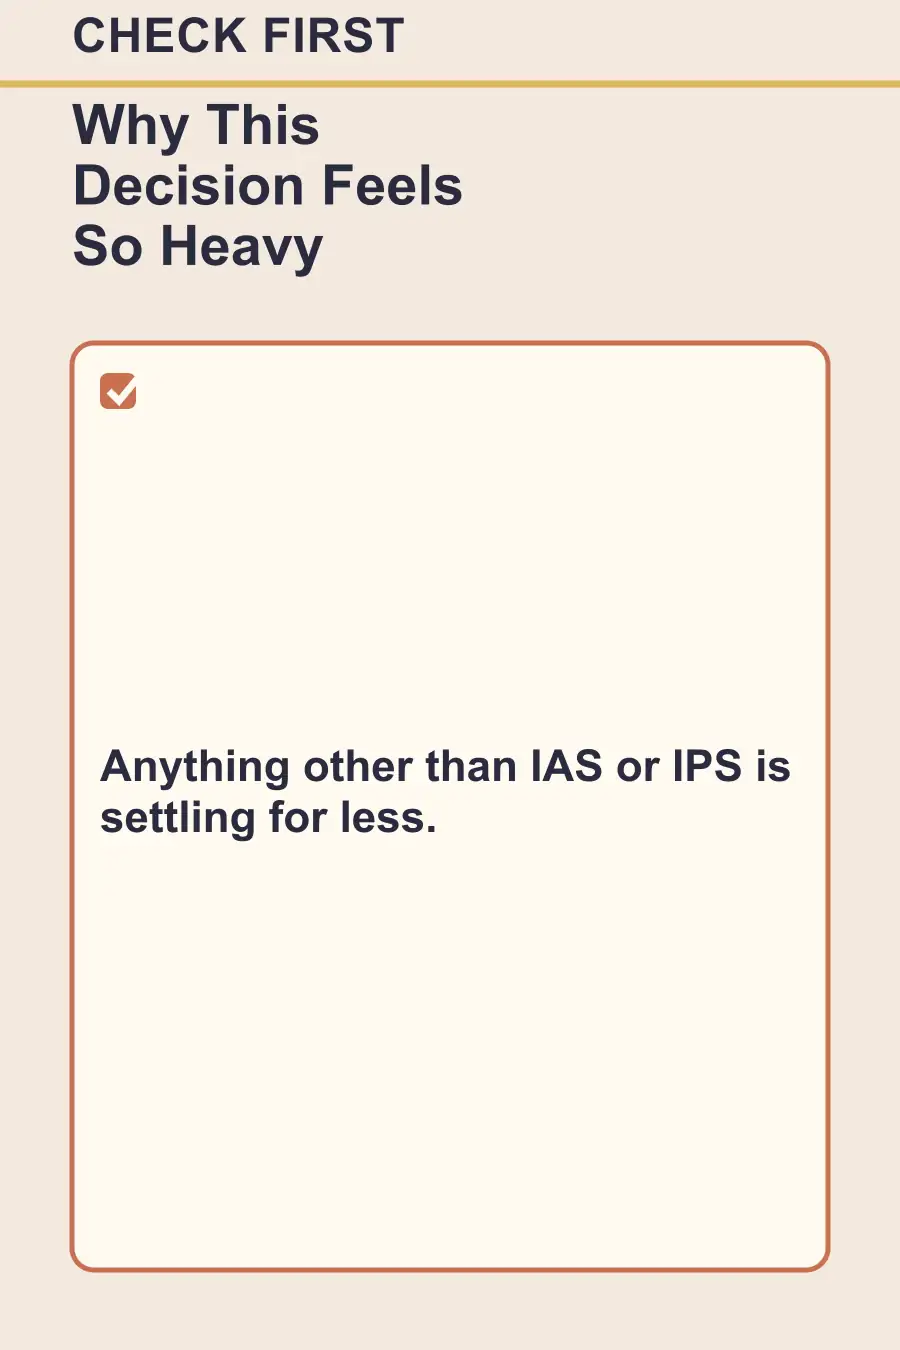 CHECK FIRST
Why This
Decision Feels
So Heavy
Anything other than IAS or IPS is
settling for less.